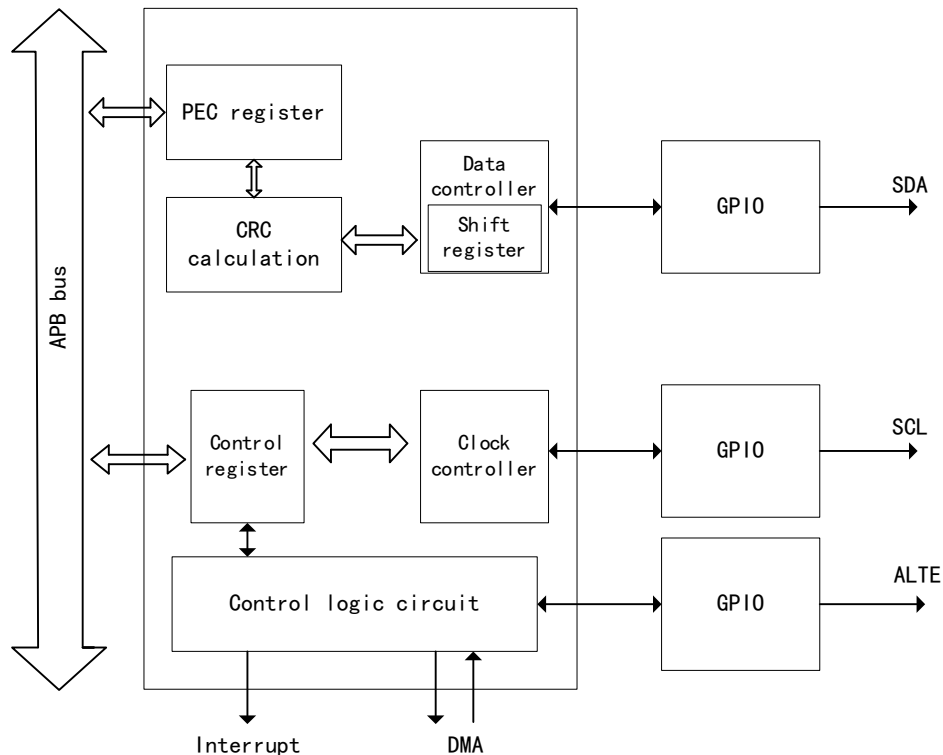 APB bus
PEC register
CRC
calculation
Data
controller
Shift
register
GPIO
SDA
Control
register
Clock
controller
GPIO
SCL
Control logic circuit
GPIO
ALTE
Interrupt
DMA